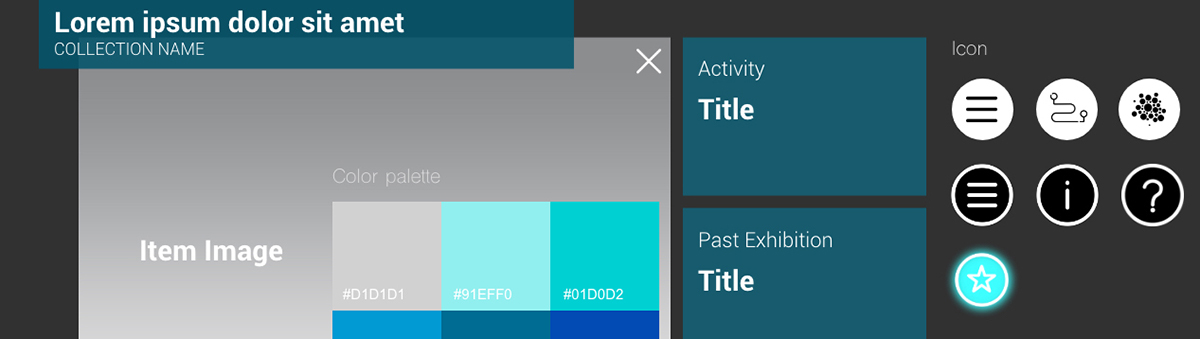 Lorem ipsum dolor sit amet
COLLECTION NAME
Color palette
Item Image
#D1D1D1
#91EFF0
#01D0D2
Activity
Title
Past Exhibition
Title
Icon
i
?